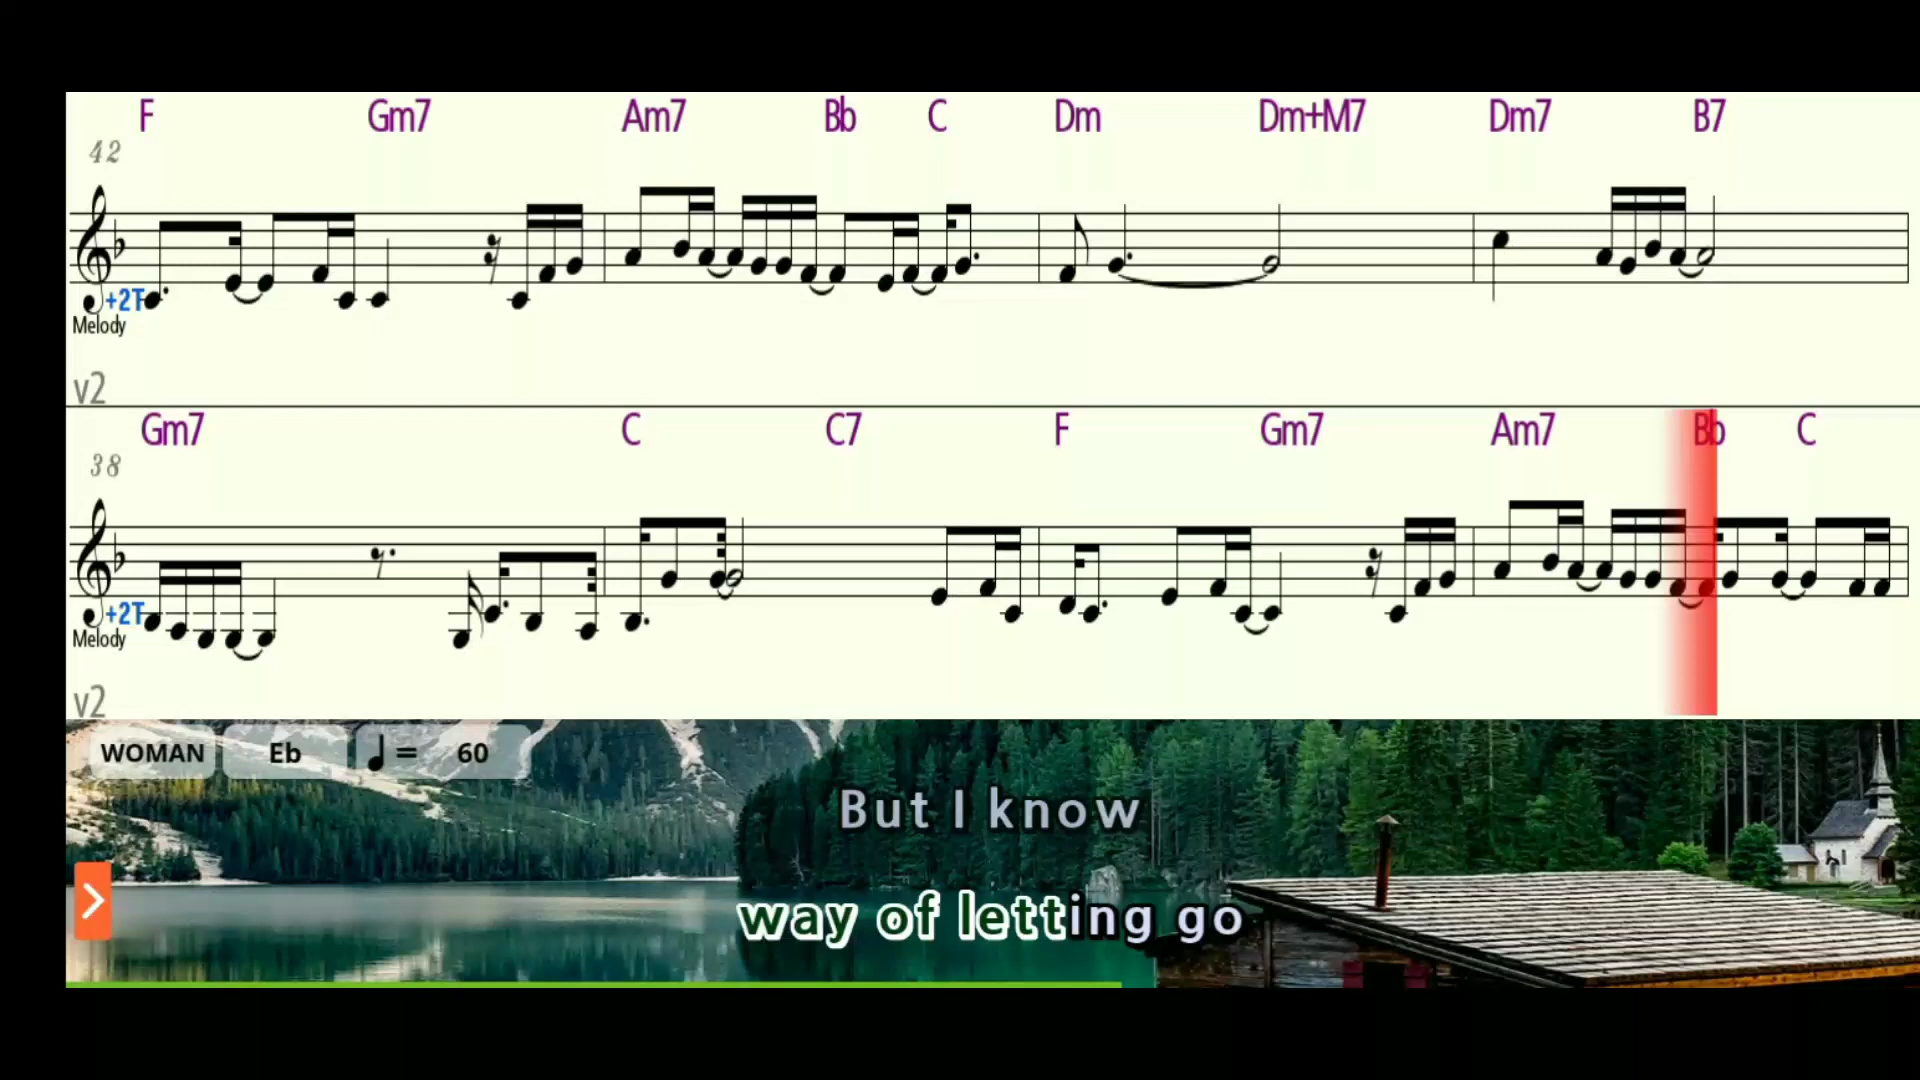 F Gm7 Am7 Bb C Dm Dm+M7 Dm7 B7
42
+2T
Melody
v2
Gm7 C C7 F Gm7 Am7 Bb C
38
+2T
Melody
v2
WOMAN Eb ♩ = 60
But I know
way of letting go